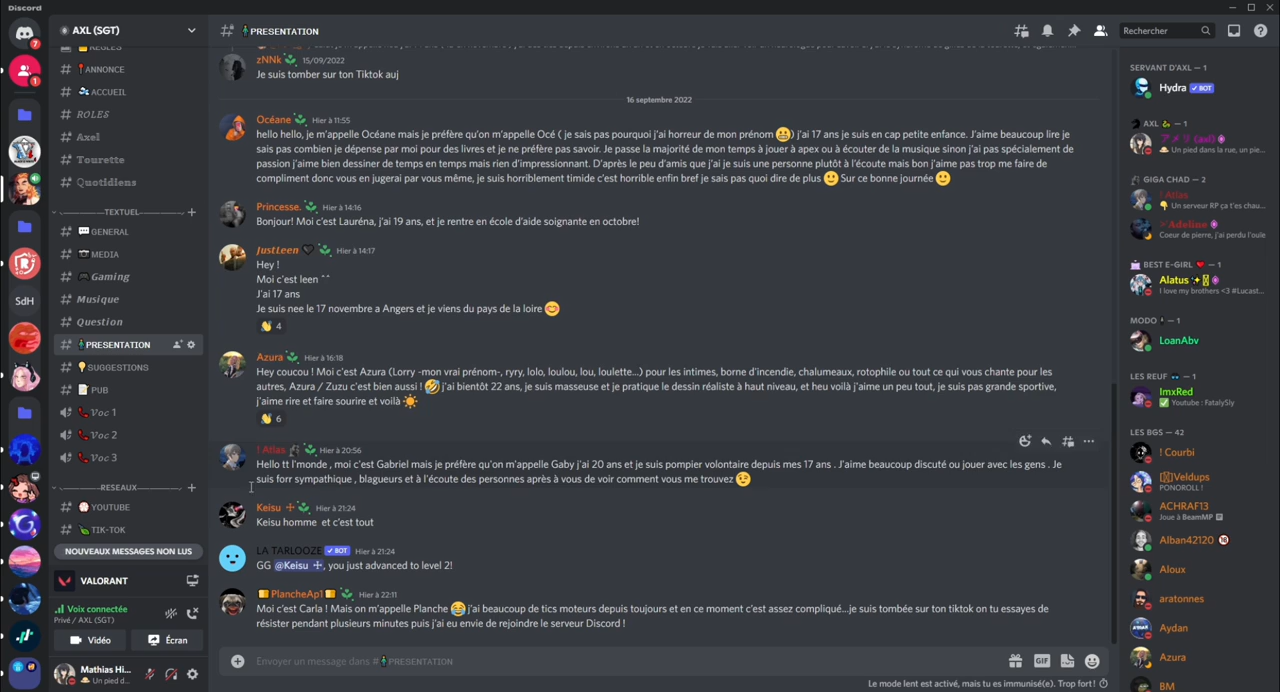 Discord
AXL (SGT)
PRESENTATION
Rechercher
7
1
SdH
RÈGLES
ANNONCE
ACCUEIL
ROLES
Axel
Tourette
Quotidiens
TEXTUEL
GENERAL
MEDIA
Gaming
Musique
Question
PRESENTATION
SUGGESTIONS
PUB
Voc 1
Voc 2
Voc 3
RESEAUX
YOUTUBE
TIK-TOK
NOUVEAUX MESSAGES NON LUS
VALORANT
Voix connectée
Privé / AXL (SGT)
Vidéo
Écran
Mathias Hi...
Un pied d...
zNNk 15/09/2022
Je suis tomber sur ton Tiktok auj
16 septembre 2022
Océane Hier à 11:55
hello hello, je m'appelle Océane mais je préfère qu'on m'appelle Océ ( je sais pas pourquoi j'ai horreur de mon prénom😬) j'ai 17 ans je suis en cap petite enfance. J'aime beaucoup lire je
sais pas combien je dépense par moi pour des livres et je ne préfère pas savoir. Je passe la majorité de mon temps à jouer à apex ou à écouter de la musique sinon j'ai pas spécialement de
passion j'aime bien dessiner de temps en temps mais rien d'impressionnant. D'après le peu d'amis que j'ai je suis une personne plutôt à l'écoute mais bon j'aime pas trop me faire de
compliment donc vous en jugerai par vous même, je suis horriblement timide c'est horrible enfin bref je sais pas quoi dire de plus 🙂 Sur ce bonne journée 🙂
Princesse. Hier à 14:16
Bonjour! Moi c'est Lauréna, j'ai 19 ans, et je rentre en école d'aide soignante en octobre!
JustLeen Hier à 14:17
Hey !
Moi c'est leen ^^
J'ai 17 ans
Je suis nee le 17 novembre a Angers et je viens du pays de la loire 😊
👋 4
Azura Hier à 16:18
Hey coucou ! Moi c'est Azura (Lorry -mon vrai prénom-, ryry, lolo, loulou, lou, loulette...) pour les intimes, borne d'incendie, chalumeaux, rotophile ou tout ce qui vous chante pour les
autres, Azura / Zuzu c'est bien aussi ! 🤣 j'ai bientôt 22 ans, je suis masseuse et je pratique le dessin réaliste à haut niveau, et heu voilà j'aime un peu tout, je suis pas grande sportive,
j'aime rire et faire sourire et voilà ☀️
👋 6
! Atlas Hier à 20:56
Hello tt l'monde , moi c'est Gabriel mais je préfère qu'on m'appelle Gaby j'ai 20 ans et je suis pompier volontaire depuis mes 17 ans . J'aime beaucoup discuté ou jouer avec les gens . Je
suis forr sympathique , blagueurs et à l'écoute des personnes après à vous de voir comment vous me trouvez
Keisu Hier à 21:24
Keisu homme et c'est tout
LA TARLOOZE BOT Hier à 21:24
GG @Keisu, you just advanced to level 2!
PlancheAp1 Hier à 22:11
Moi c'est Carla ! Mais on m'appelle Planche 😂 j'ai beaucoup de tics moteurs depuis toujours et en ce moment c'est assez compliqué...je suis tombée sur ton tiktok on tu essayes de
résister pendant plusieurs minutes puis j'ai eu envie de rejoindre le serveur Discord !
Envoyer un message dans #PRESENTATION
GIF
Le mode lent est activé, mais tu es immunisé(e). Trop fort !
SERVANT D'AXL — 1
Hydra BOT
AXL — 1
アメリ (axl)
Un pied dans la rue, un pie...
GIGA CHAD — 2
! Atlas
Un serveur RP ça t'es chau...
Adeline
Coeur de pierre, j'ai perdu l'ouïe
BEST E-GIRL — 1
Alatus
I love my brothers <3 #Lucast...
MODO — 1
LoanAbv
LES REUF — 1
ImxRed
Youtube : FatalySly
LES BGS — 42
! Courbi
Veldups
PONOROLL !
ACHRAF13
Joue à BeamMP
Alban42120
Aloux
aratonnes
Aydan
Azura
BM